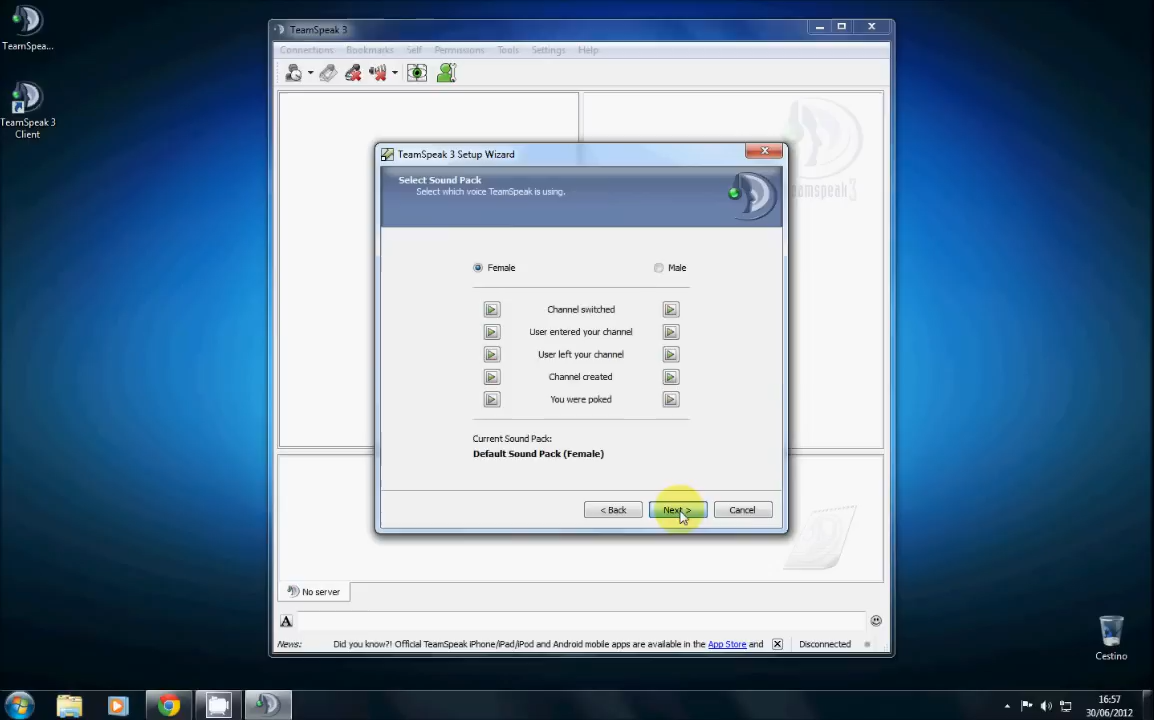 TeamSpea...
TeamSpeak 3
Client
TeamSpeak 3
Connections Bookmarks Self Permissions Tools Settings Help
teamspeak3
TeamSpeak 3 Setup Wizard
Select Sound Pack
Select which voice TeamSpeak is using.
Female Male
Channel switched
User entered your channel
User left your channel
Channel created
You were poked
Current Sound Pack:
Default Sound Pack (Female)
< Back Next > Cancel
No server
A
News: Did you know?! Official TeamSpeak iPhone/iPad/iPod and Android mobile apps are available in the App Store and Disconnected
Cestino
16:57
30/06/2012